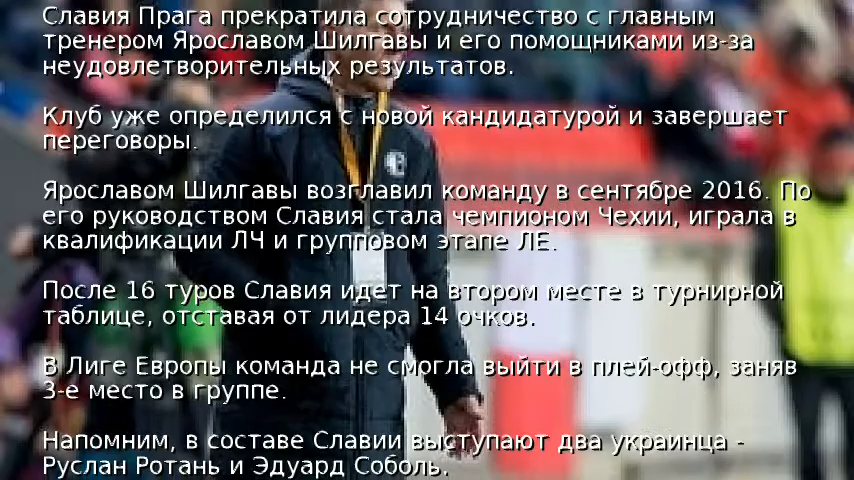 Славия Прага прекратила сотрудничество с главным
тренером Ярославом Шилгавы и его помощниками из-за
неудовлетворительных результатов.
Клуб уже определился с новой кандидатурой и завершает
переговоры.
Ярославом Шилгавы возглавил команду в сентябре 2016. По
его руководством Славия стала чемпионом Чехии, играла в
квалификации ЛЧ и групповом этапе ЛЕ.
После 16 туров Славия идет на втором месте в турнирной
таблице, отставая от лидера 14 очков.
В Лиге Европы команда не смогла выйти в плей-офф, заняв
3-е место в группе.
Напомним, в составе Славии выступают два украинца -
Руслан Ротань и Эдуард Соболь.